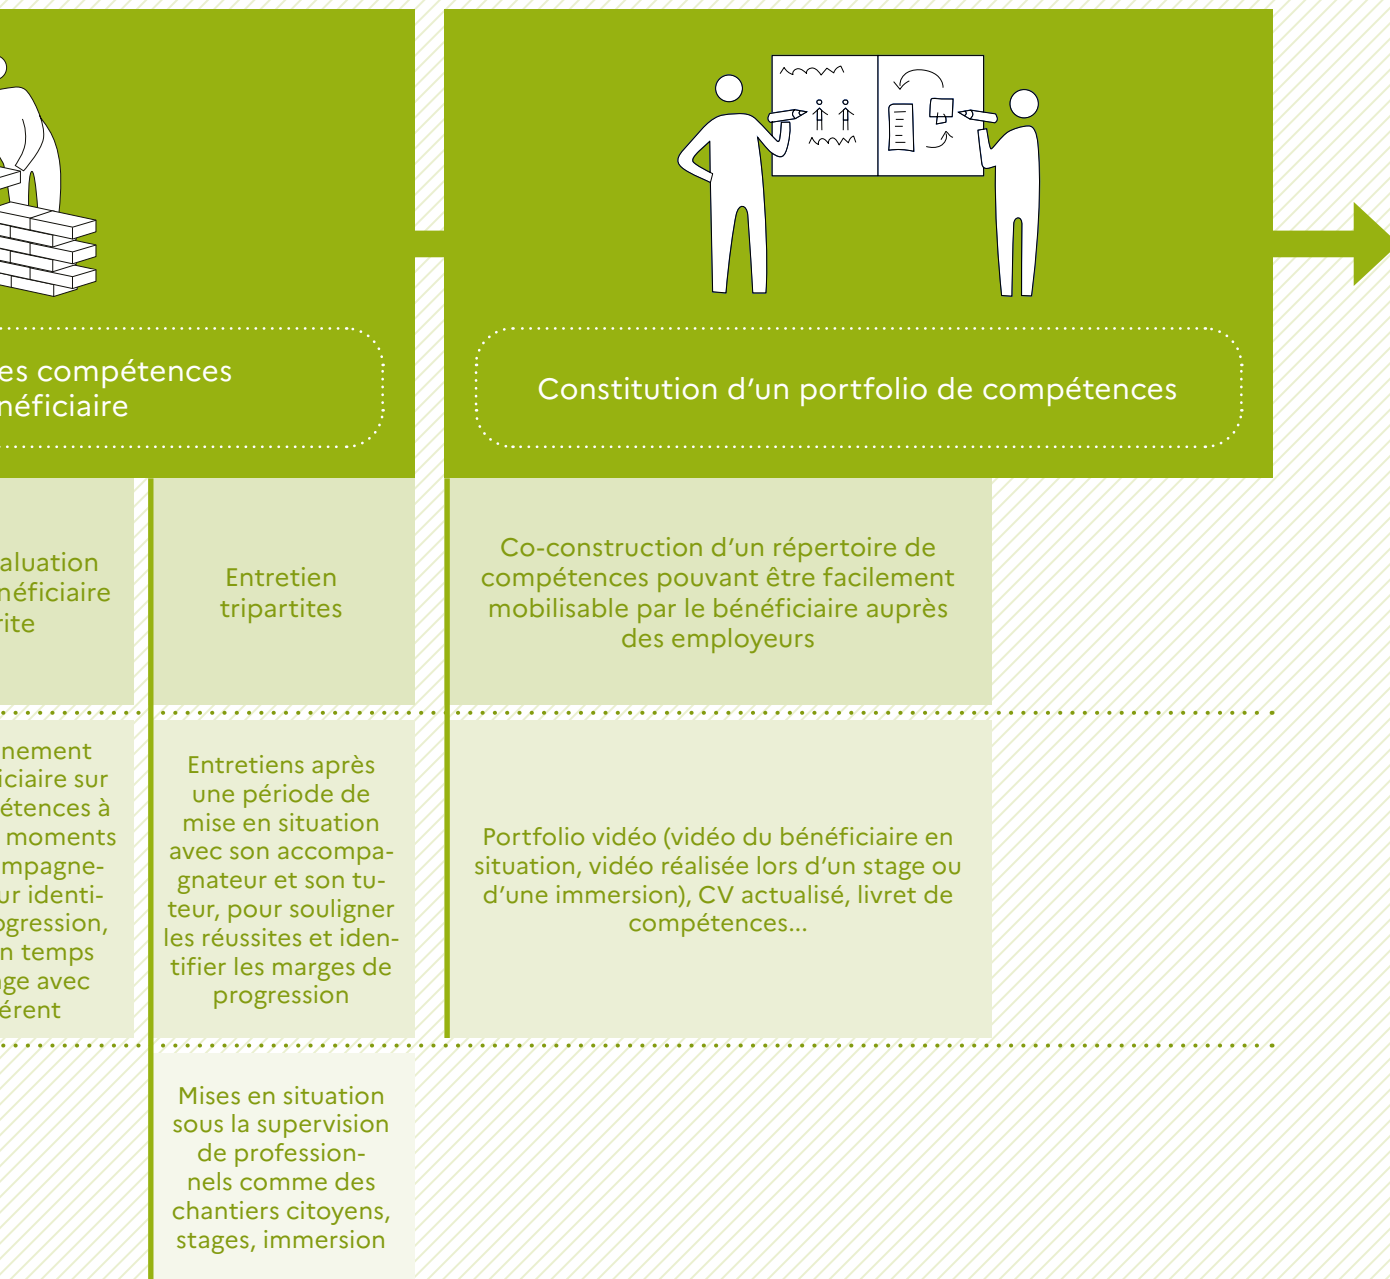 es compétences
néficiaire
Constitution d’un portfolio de compétences
aluation
néficiaire
rite
Entretien
tripartites
Co-construction d’un répertoire de
compétences pouvant être facilement
mobilisable par le bénéficiaire auprès
des employeurs
nement
iciaire sur
étences à
moments
mpagne-
ur identi-
ogression,
n temps
ge avec
érent
Entretiens après
une période de
mise en situation
avec son accompa-
gnateur et son tu-
teur, pour souligner
les réussites et iden-
tifier les marges de
progression
Portfolio vidéo (vidéo du bénéficiaire en
situation, vidéo réalisée lors d’un stage ou
d’une immersion), CV actualisé, livret de
compétences...
Mises en situation
sous la supervision
de profession-
nels comme des
chantiers citoyens,
stages, immersion